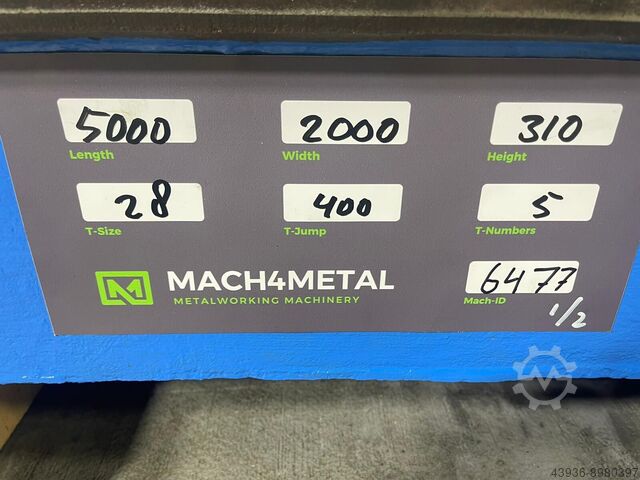 5000 2000 310
Length Width Height
28 400 5
T-Size T-Jump T-Numbers
MACH4METAL 6477
METALWORKING MACHINERY Mach-ID
1/2
43936-8980397